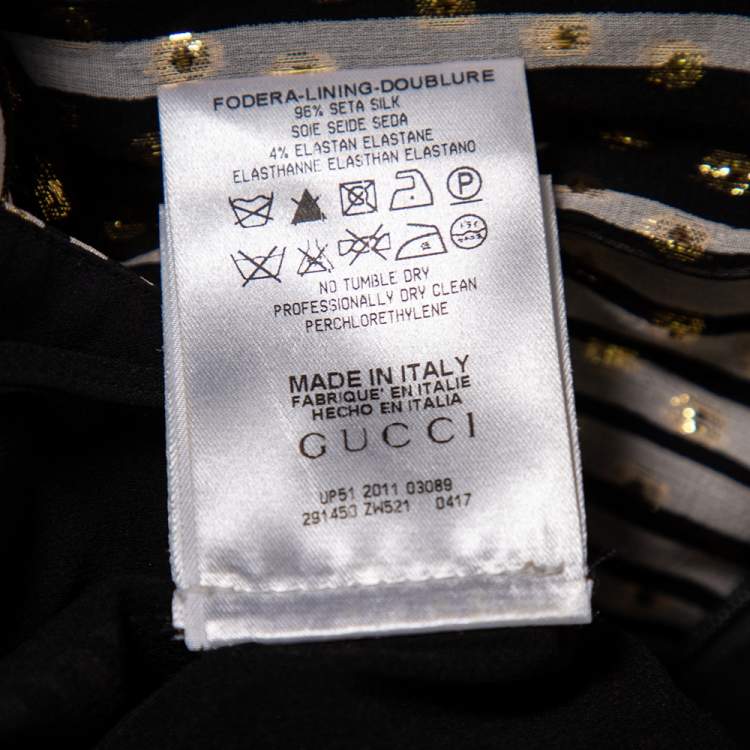 FODERA-LINING-DOUBLURE
96% SETA SILK
SOIE SEIDE SEDA
4% ELASTAN ELASTANE
ELASTHANNE ELASTHAN ELASTANO
P
NO TUMBLE DRY
PROFESSIONALLY DRY CLEAN
PERCHLORETHYLENE
MADE IN ITALY
FABRIQUE' EN ITALIE
HECHO EN ITALIA
GUCCI
UP51 2011 03089
291450 ZW521 0417